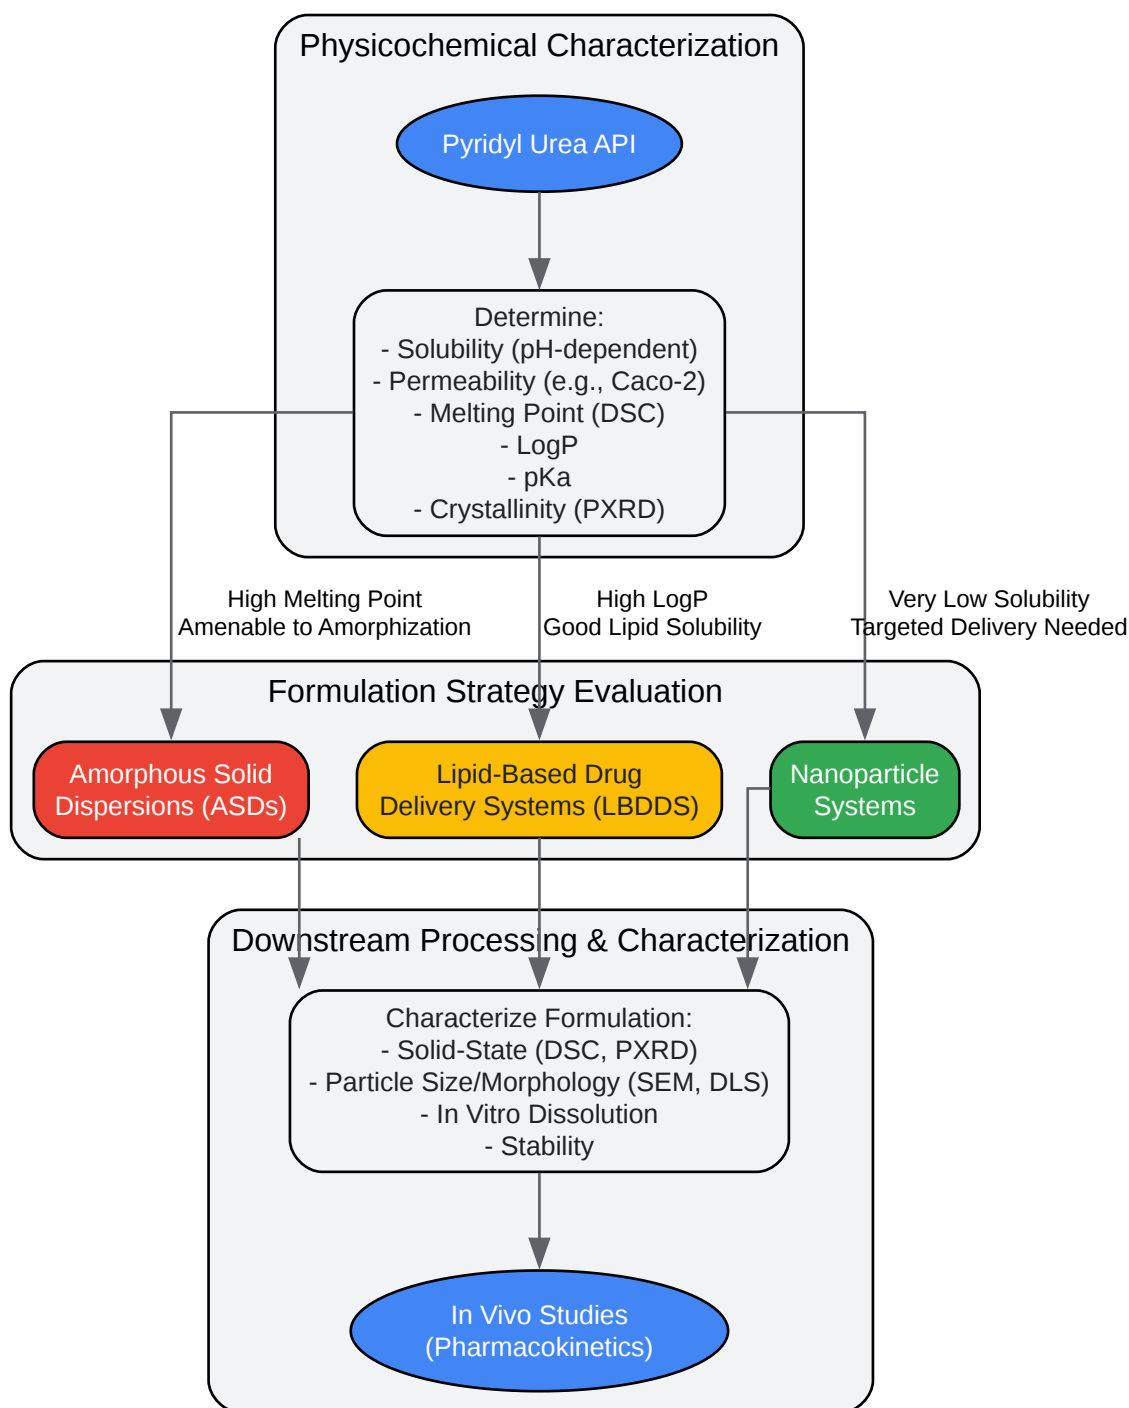 Physicochemical Characterization
Pyridyl Urea API
Determine:
- Solubility (pH-dependent)
- Permeability (e.g., Caco-2)
- Melting Point (DSC)
- LogP
- pKa
- Crystallinity (PXRD)
High Melting Point
Amenable to Amorphization
High LogP
Good Lipid Solubility
Very Low Solubility
Targeted Delivery Needed
Formulation Strategy Evaluation
Amorphous Solid
Dispersions (ASDs)
Lipid-Based Drug
Delivery Systems (LBDDS)
Nanoparticle
Systems
Downstream Processing & Characterization
Characterize Formulation:
- Solid-State (DSC, PXRD)
- Particle Size/Morphology (SEM, DLS)
- In Vitro Dissolution
- Stability
In Vivo Studies
(Pharmacokinetics)